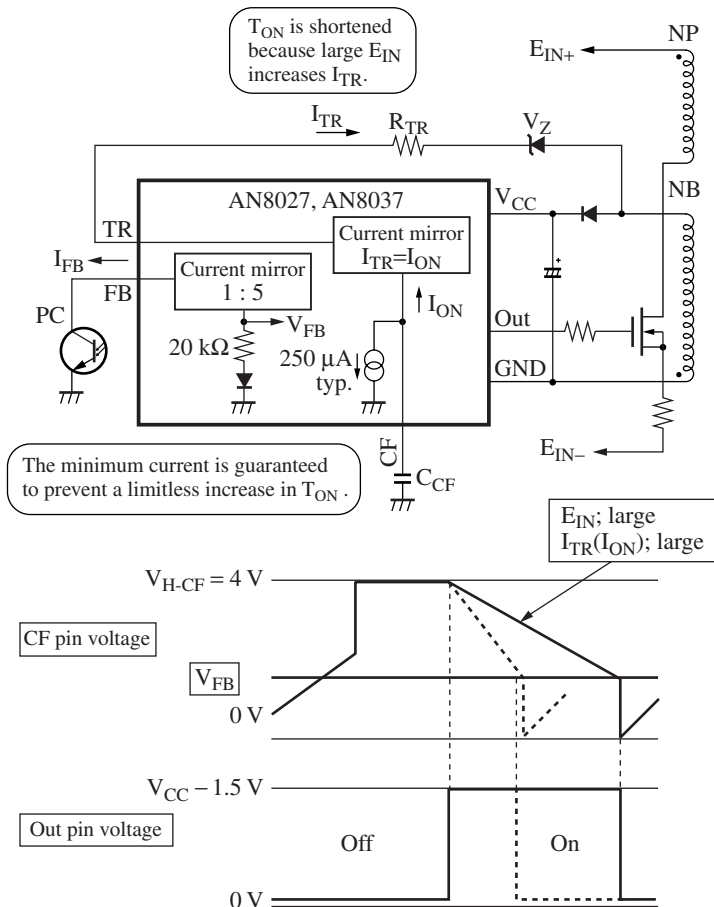 T_ON is shortened
because large E_IN
increases I_TR.
NP
E_IN+
I_TR
R_TR
V_Z
NB
AN8027, AN8037
V_CC
TR
Current mirror
I_TR=I_ON
I_FB
FB
Current mirror
1 : 5
PC
V_FB
I_ON
20 kΩ
250 μA
typ.
Out
GND
+
CF
C_CF
E_IN−
The minimum current is guaranteed
to prevent a limitless increase in T_ON .
E_IN; large
I_TR(I_ON); large
V_H-CF = 4 V
CF pin voltage
V_FB
0 V
V_CC − 1.5 V
Out pin voltage
Off
On
0 V